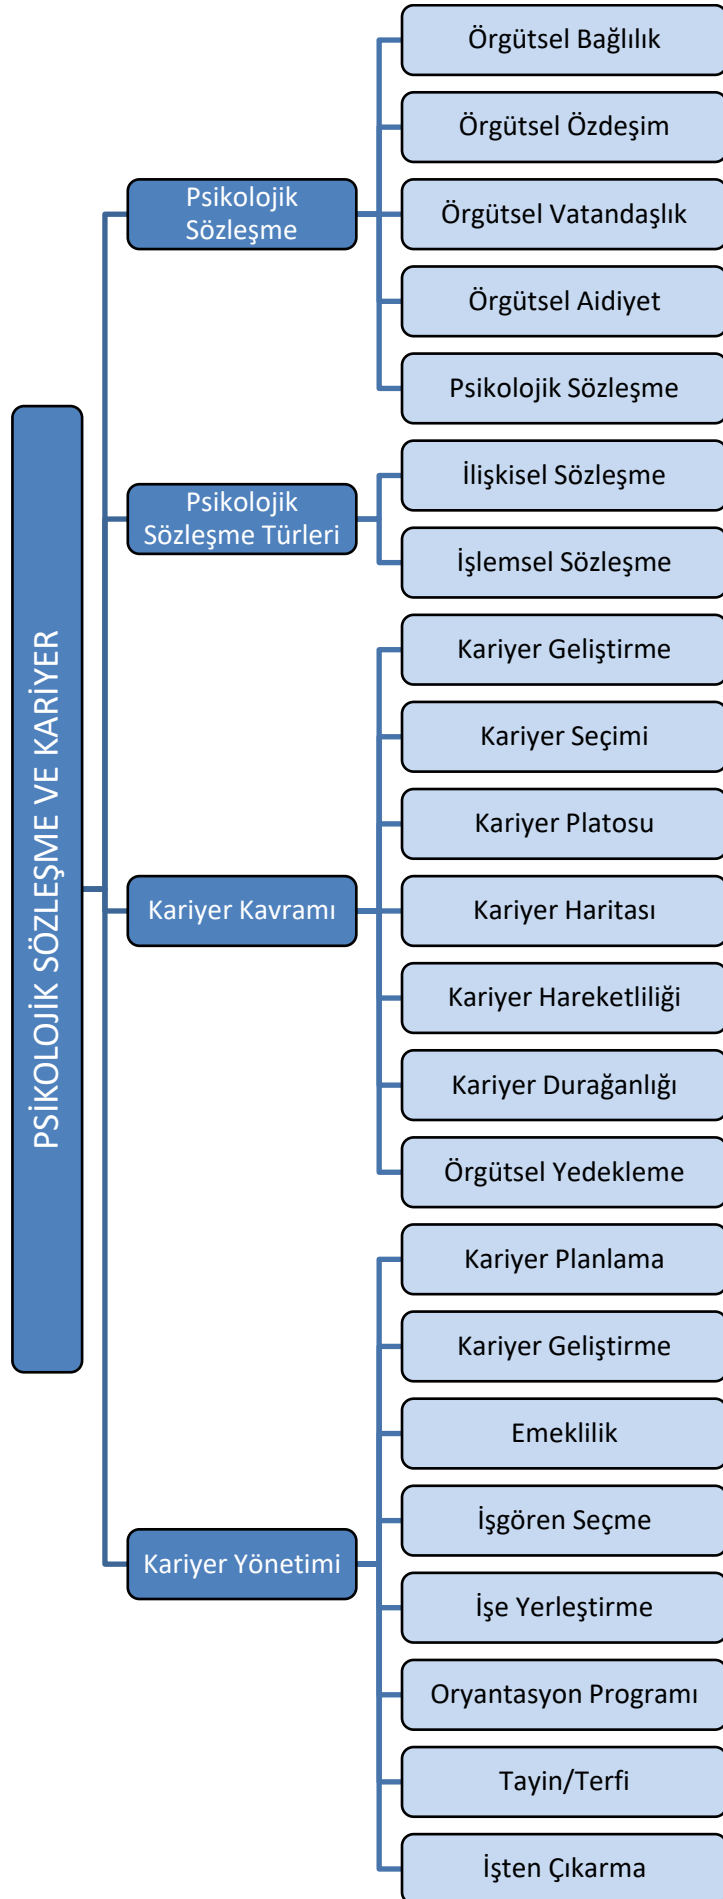 PSİKOLOJİK SÖZLEŞME VE KARİYER
Psikolojik
Sözleşme
Örgütsel Bağlılık
Örgütsel Özdeşim
Örgütsel Vatandaşlık
Örgütsel Aidiyet
Psikolojik Sözleşme
Psikolojik
Sözleşme Türleri
İlişkisel Sözleşme
İşlemsel Sözleşme
Kariyer Kavramı
Kariyer Geliştirme
Kariyer Seçimi
Kariyer Platosu
Kariyer Haritası
Kariyer Hareketliliği
Kariyer Durağanlığı
Örgütsel Yedekleme
Kariyer Yönetimi
Kariyer Planlama
Kariyer Geliştirme
Emeklilik
İşgören Seçme
İşe Yerleştirme
Oryantasyon Programı
Tayin/Terfi
İşten Çıkarma